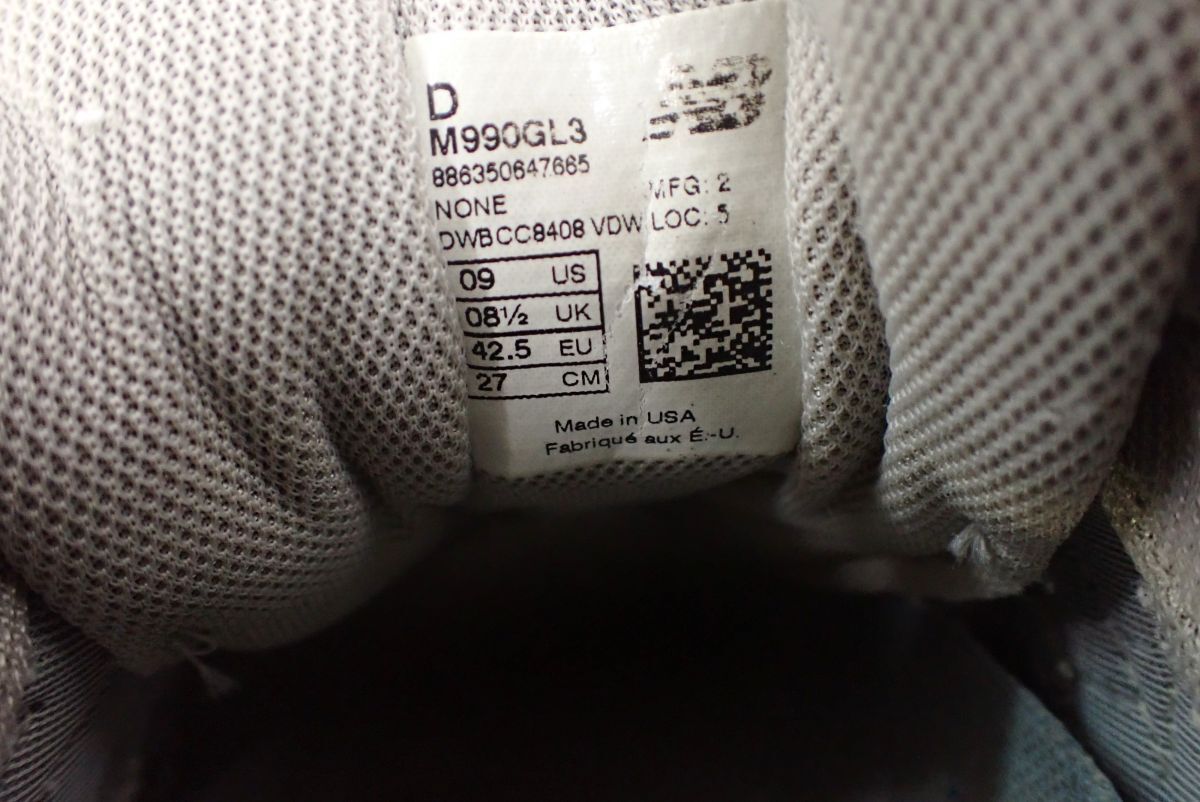 D
NB
M990GL3
886350647665
NONE
MFG: 2
DWBCC8408 VDW LOC: 5
09 US
08½ UK
42.5 EU
27 CM
Made in USA
Fabriqué aux É.-U.